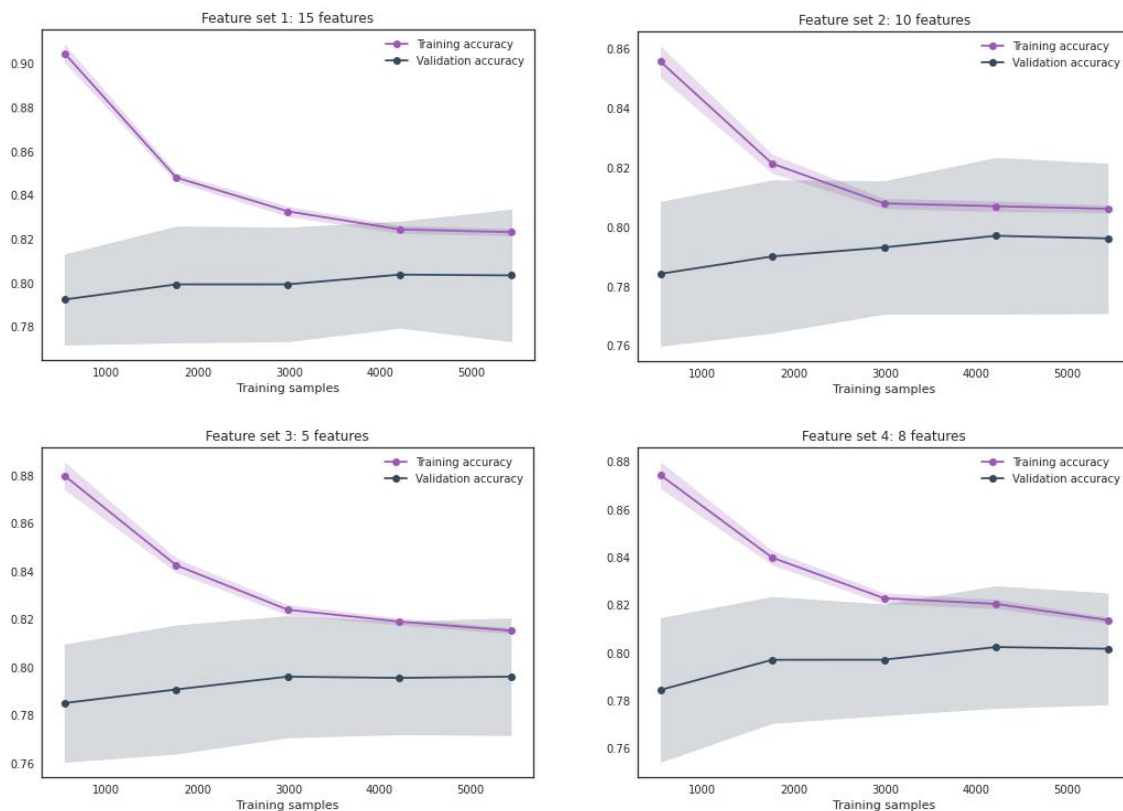 Feature set 1: 15 features
Training accuracy
Validation accuracy
0.90
0.88
0.86
0.84
0.82
0.80
0.78
1000 2000 3000 4000 5000
Training samples
Feature set 2: 10 features
Training accuracy
Validation accuracy
0.86
0.84
0.82
0.80
0.78
0.76
1000 2000 3000 4000 5000
Training samples
Feature set 3: 5 features
Training accuracy
Validation accuracy
0.88
0.86
0.84
0.82
0.80
0.78
0.76
1000 2000 3000 4000 5000
Training samples
Feature set 4: 8 features
Training accuracy
Validation accuracy
0.88
0.86
0.84
0.82
0.80
0.78
0.76
1000 2000 3000 4000 5000
Training samples